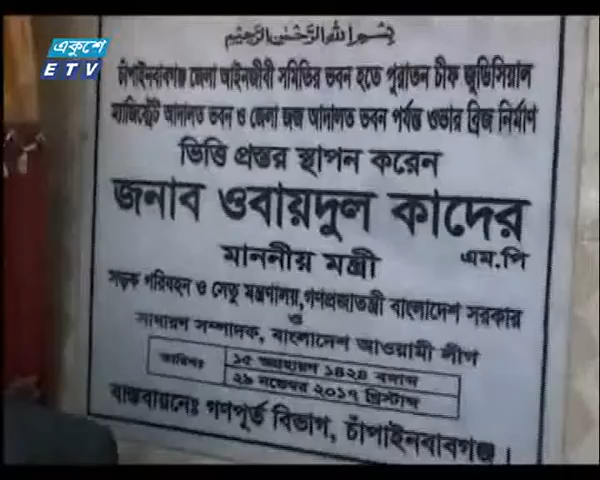 একুশে
ETV
بسم الله الرحمن الرحيم
চাঁপাইনবাবগঞ্জ জেলা আইনজীবী সমিতির ভবন হতে পুরাতন চীফ জুডিসিয়াল
ম্যাজিষ্ট্রেট আদালত ভবন ও জেলা জজ আদালত ভবন পর্যন্ত ওভার ব্রিজ নির্মাণ
ভিত্তি প্রস্তর স্থাপন করেন
জনাব ওবায়দুল কাদের
এম.পি
মাননীয় মন্ত্রী
সড়ক পরিবহন ও সেতু মন্ত্রণালয়,গণপ্রজাতন্ত্রী বাংলাদেশ সরকার
ও
সাধারণ সম্পাদক, বাংলাদেশ আওয়ামী লীগ
তারিখঃ ১৫ অগ্রহায়ণ ১৪২৪ বঙ্গাব্দ
২৯ নভেম্বর ২০১৭ খ্রিস্টাব্দ
বাস্তবায়নেঃ গণপূর্ত বিভাগ, চাঁপাইনবাবগঞ্জ।